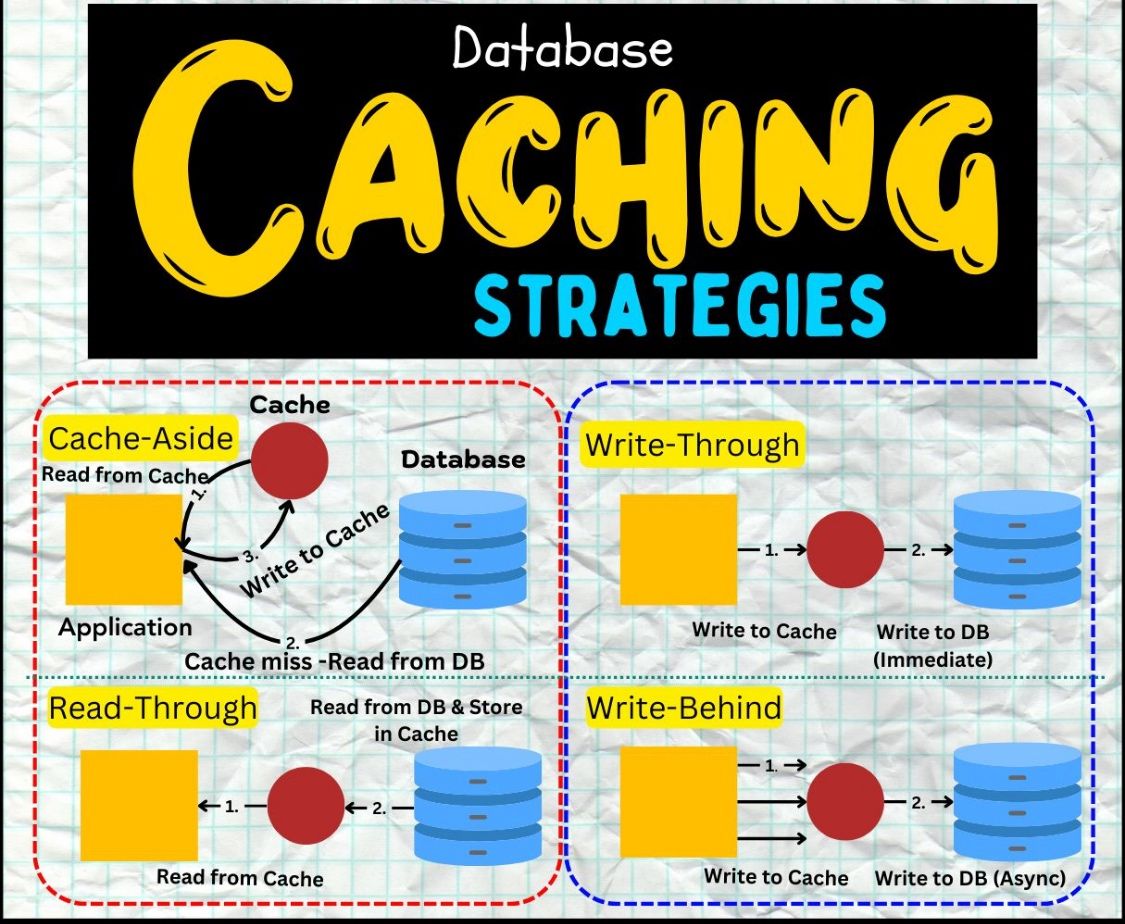 Database
CACHING
STRATEGIES
Cache-Aside
Cache
Read from Cache
1.
Database
3.
Write to Cache
Application
2.
Cache miss -Read from DB
Write-Through
1.
2.
Write to Cache
Write to DB
(Immediate)
Read-Through
Read from DB & Store
in Cache
1.
2.
Read from Cache
Write-Behind
1.
2.
Write to Cache
Write to DB (Async)